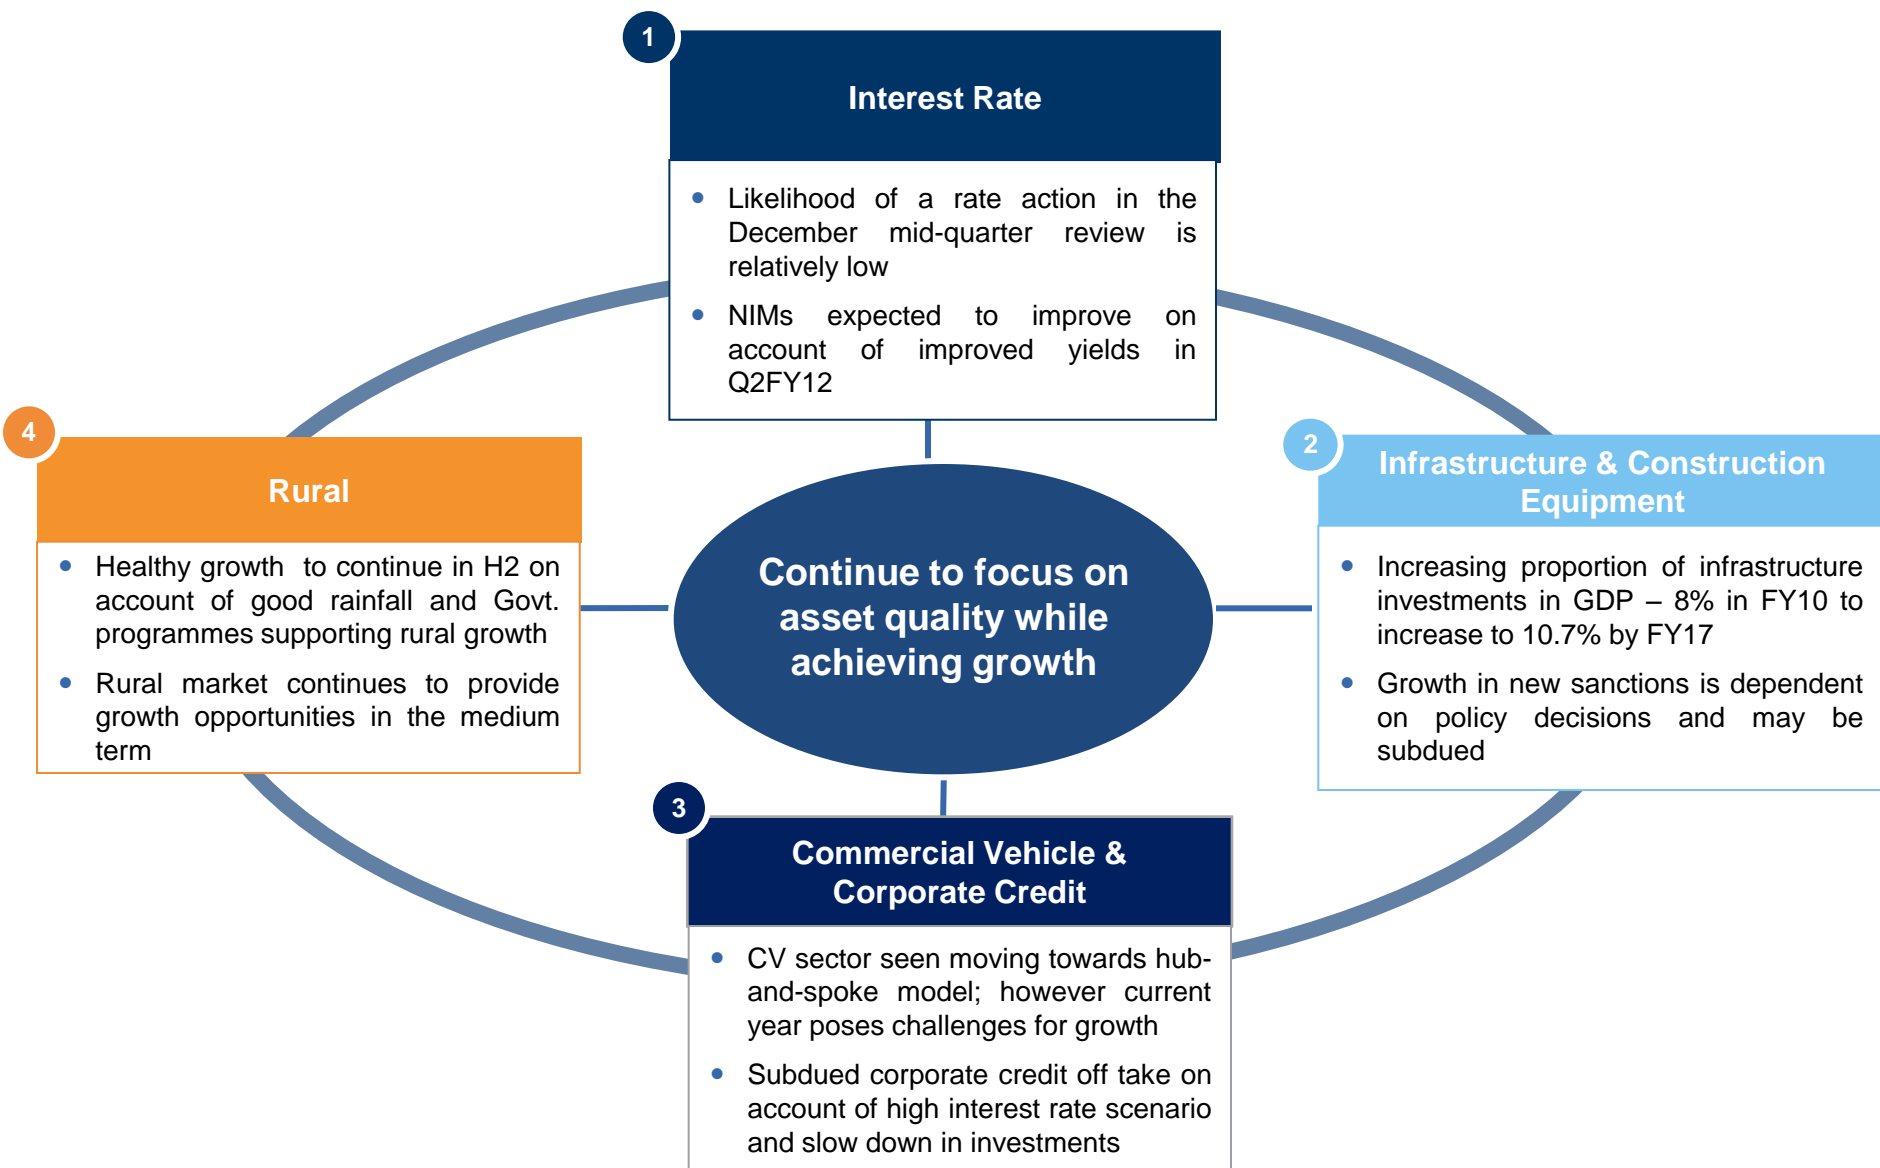 1
Interest Rate
• Likelihood of a rate action in the
December mid-quarter review is
relatively low
• NIMs expected to improve on
account of improved yields in
Q2FY12
2
Infrastructure & Construction
Equipment
• Increasing proportion of infrastructure
investments in GDP – 8% in FY10 to
increase to 10.7% by FY17
• Growth in new sanctions is dependent
on policy decisions and may be
subdued
3
Commercial Vehicle &
Corporate Credit
• CV sector seen moving towards hub-
and-spoke model; however current
year poses challenges for growth
• Subdued corporate credit off take on
account of high interest rate scenario
and slow down in investments
4
Rural
• Healthy growth to continue in H2 on
account of good rainfall and Govt.
programmes supporting rural growth
• Rural market continues to provide
growth opportunities in the medium
term
Continue to focus on
asset quality while
achieving growth